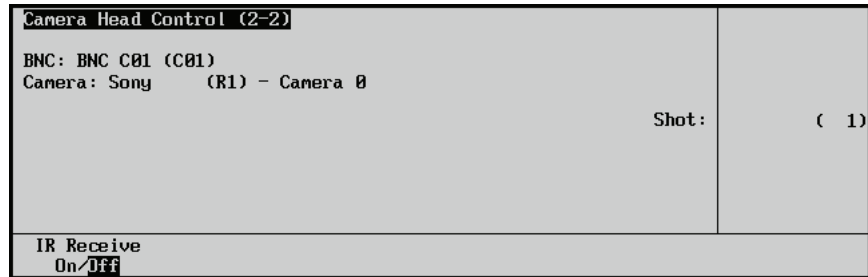 Camera Head Control (2-2)
BNC: BNC C01 (C01)
Camera: Sony (R1) - Camera 0
Shot: ( 1)
IR Receive
On/Off